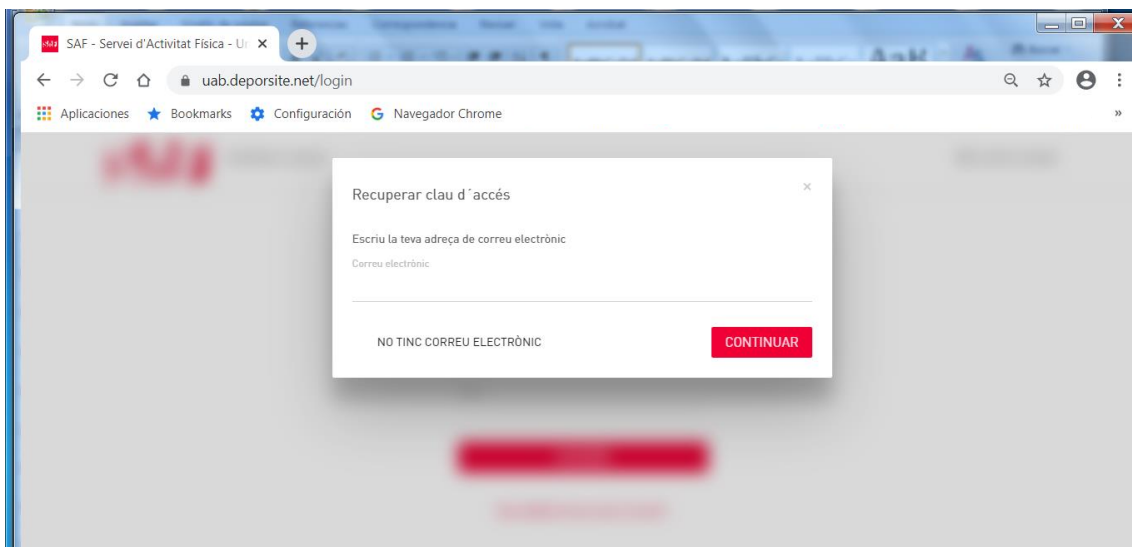 SAF - Servei d'Activitat Física - Un
uab.deporsite.net/login
Aplicaciones Bookmarks Configuración Navegador Chrome
Recuperar clau d´accés
Escriu la teva adreça de correu electrònic
Correu electrònic
NO TINC CORREU ELECTRÒNIC
CONTINUAR